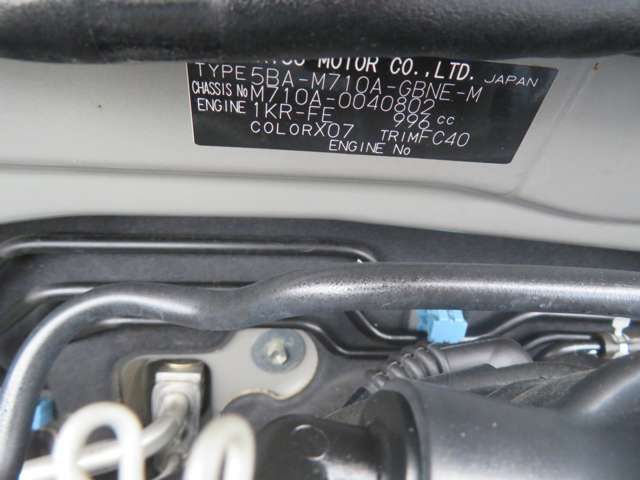 MOTOR CO.,LTD. JAPAN
TYPE 5BA-M710A-GBNE-M
CHASSIS No M710A-0040802
ENGINE 1KR-FE 996 cc
COLOR X07 TRIM FC40
ENGINE No